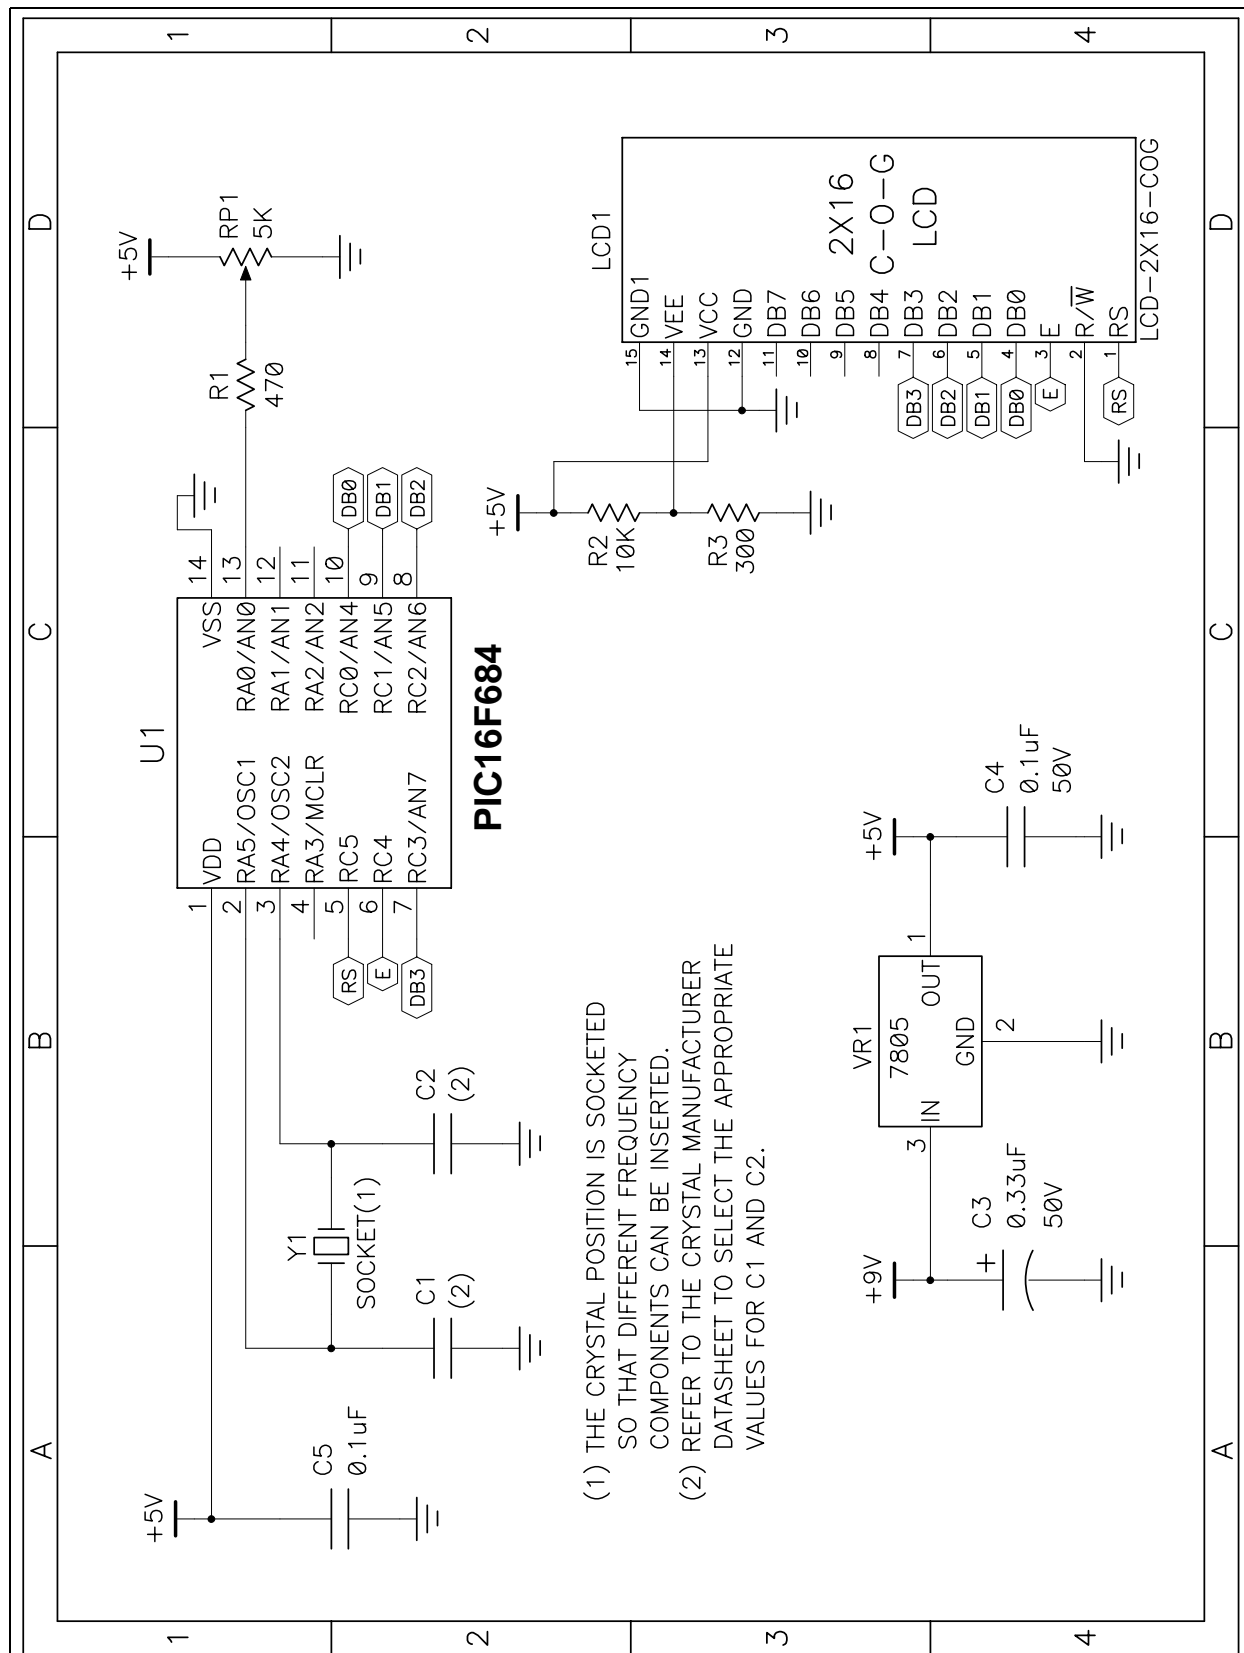 A
B
C
D
1
2
3
4
+5V
C5
0.1uF
Y1
SOCKET(1)
C1
(2)
C2
(2)
U1
1
VDD
2
RA5/OSC1
3
RA4/OSC2
4
RA3/MCLR
5
RC5
6
RC4
7
RC3/AN7
RS
E
DB3
VSS
14
RA0/AN0
13
RA1/AN1
12
RA2/AN2
11
RC0/AN4
10
RC1/AN5
9
RC2/AN6
8
DB0
DB1
DB2
PIC16F684
R1
470
+5V
RP1
5K
(1) THE CRYSTAL POSITION IS SOCKETED
SO THAT DIFFERENT FREQUENCY
COMPONENTS CAN BE INSERTED.
(2) REFER TO THE CRYSTAL MANUFACTURER
DATASHEET TO SELECT THE APPROPRIATE
VALUES FOR C1 AND C2.
+5V
R2
10K
R3
300
LCD1
15
GND1
14
VEE
13
VCC
12
GND
11
DB7
10
DB6
9
DB5
8
DB4
7
DB3
6
DB2
5
DB1
4
DB0
3
E
2
R/W̅
1
RS
DB3
DB2
DB1
DB0
E
RS
2X16
C-O-G
LCD
LCD-2X16-COG
+9V
C3
+
0.33uF
50V
VR1
7805
3
IN
OUT
1
GND
2
+5V
C4
0.1uF
50V
1
2
3
4
A
B
C
D